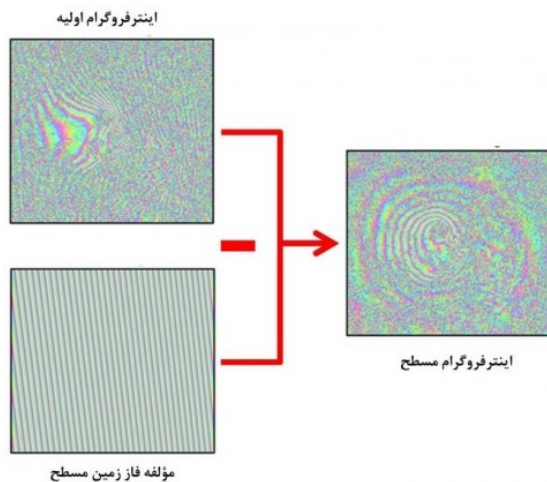 اینترفروگرام اولیه
اینترفروگرام مسطح
مؤلفه فاز زمین مسطح